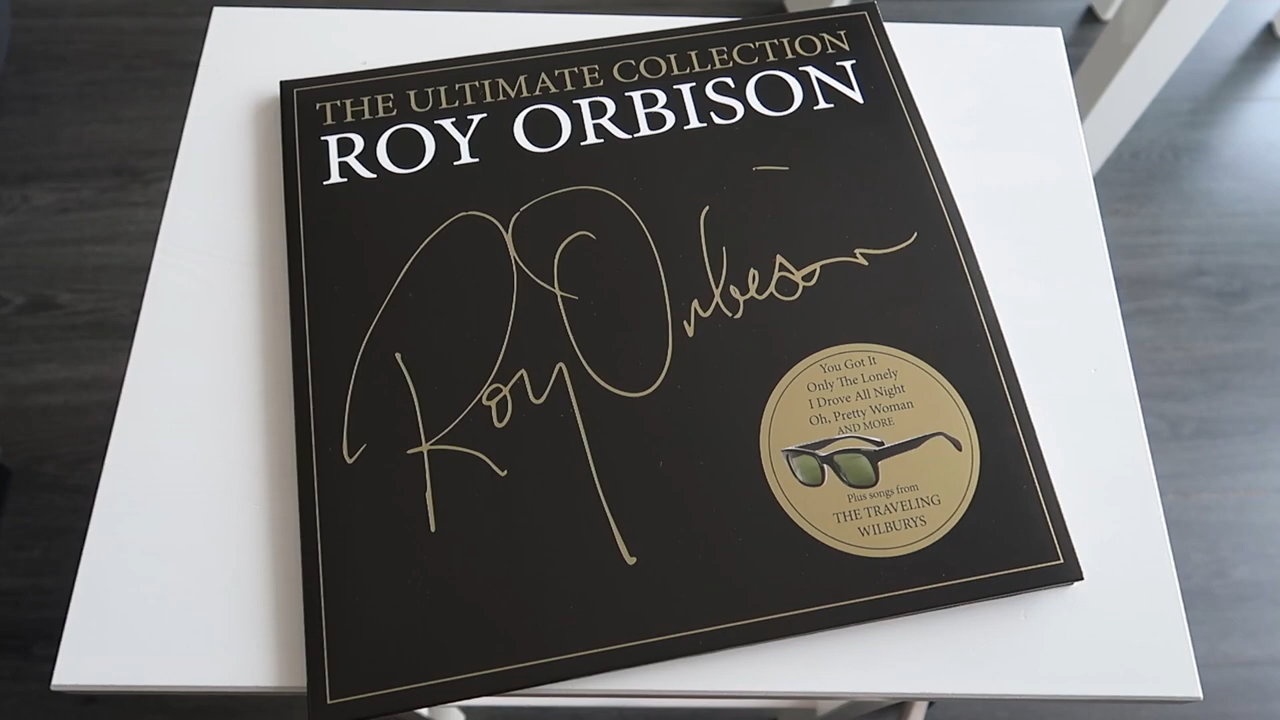 THE ULTIMATE COLLECTION
ROY ORBISON
Roy Orbison
You Got It
Only The Lonely
I Drove All Night
Oh, Pretty Woman
AND MORE
Plus songs from
THE TRAVELING
WILBURYS